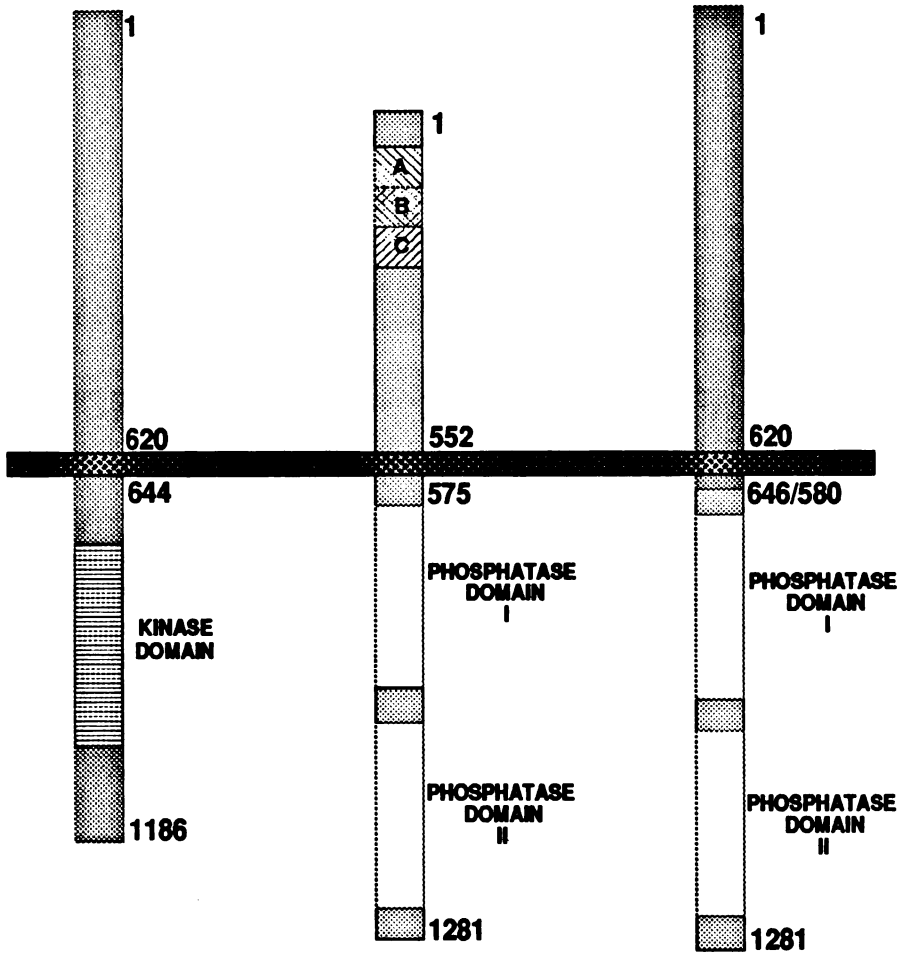 1
620
644
KINASE
DOMAIN
1186
1
A
B
C
552
575
PHOSPHATASE
DOMAIN
I
PHOSPHATASE
DOMAIN
II
1281
1
620
646/580
PHOSPHATASE
DOMAIN
I
PHOSPHATASE
DOMAIN
II
1281